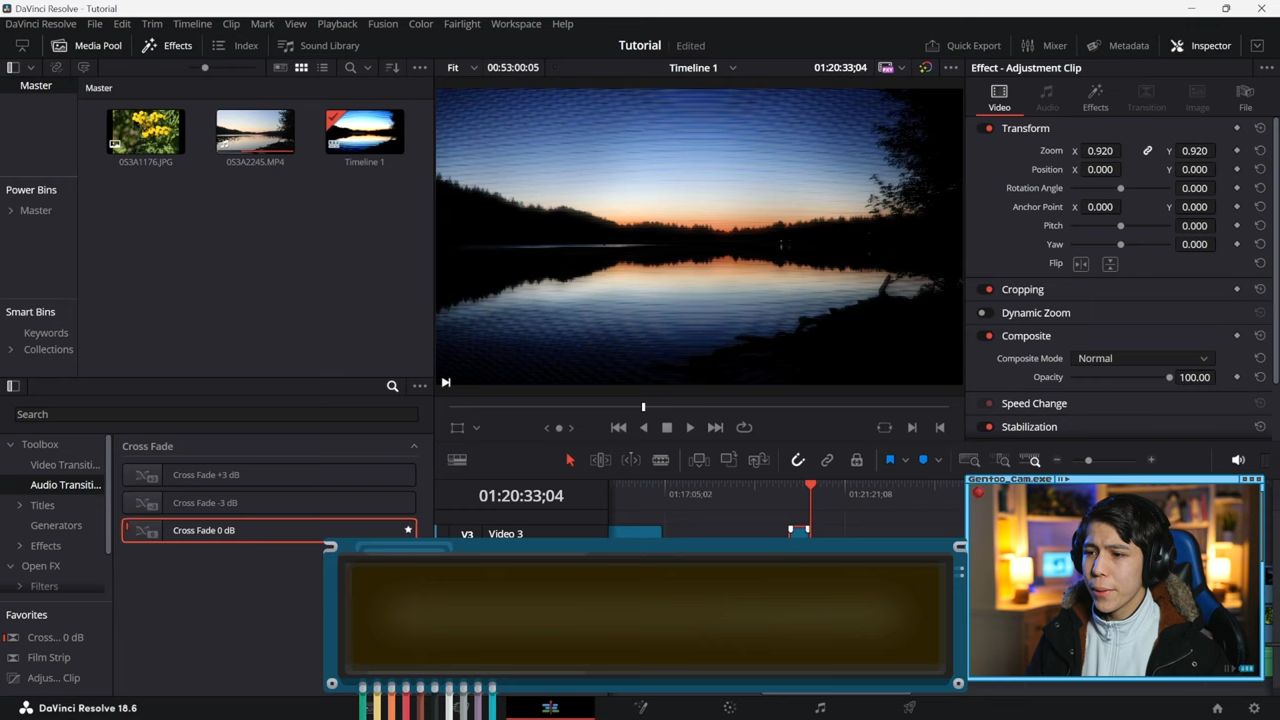 DaVinci Resolve - Tutorial
DaVinci Resolve File Edit Trim Timeline Clip Mark View Playback Fusion Color Fairlight Workspace Help
Media Pool Effects Index Sound Library Tutorial Edited Quick Export Mixer Metadata Inspector
Fit 00:53:00:05 Timeline 1 01:20:33;04 Effect - Adjustment Clip
Master Master
Video Audio Effects Transition Image File
0S3A1176.JPG 0S3A2245.MP4 Timeline 1
Power Bins
Master
Smart Bins
Keywords
Collections
Transform
Zoom X 0.920 Y 0.920
Position X 0.000 Y 0.000
Rotation Angle 0.000
Anchor Point X 0.000 Y 0.000
Pitch 0.000
Yaw 0.000
Flip
Cropping
Dynamic Zoom
Composite
Composite Mode Normal
Opacity 100.00
Speed Change
Stabilization
Search
Toolbox
Video Transiti...
Audio Transiti...
Titles
Generators
Effects
Open FX
Filters
Favorites
Cross... 0 dB
Film Strip
Adjus... Clip
Cross Fade
Cross Fade +3 dB
Cross Fade -3 dB
Cross Fade 0 dB
01:20:33;04 01:17:05;02 01:21:21;08
V3 Video 3
Gentoo_Cam.exe
DaVinci Resolve 18.6